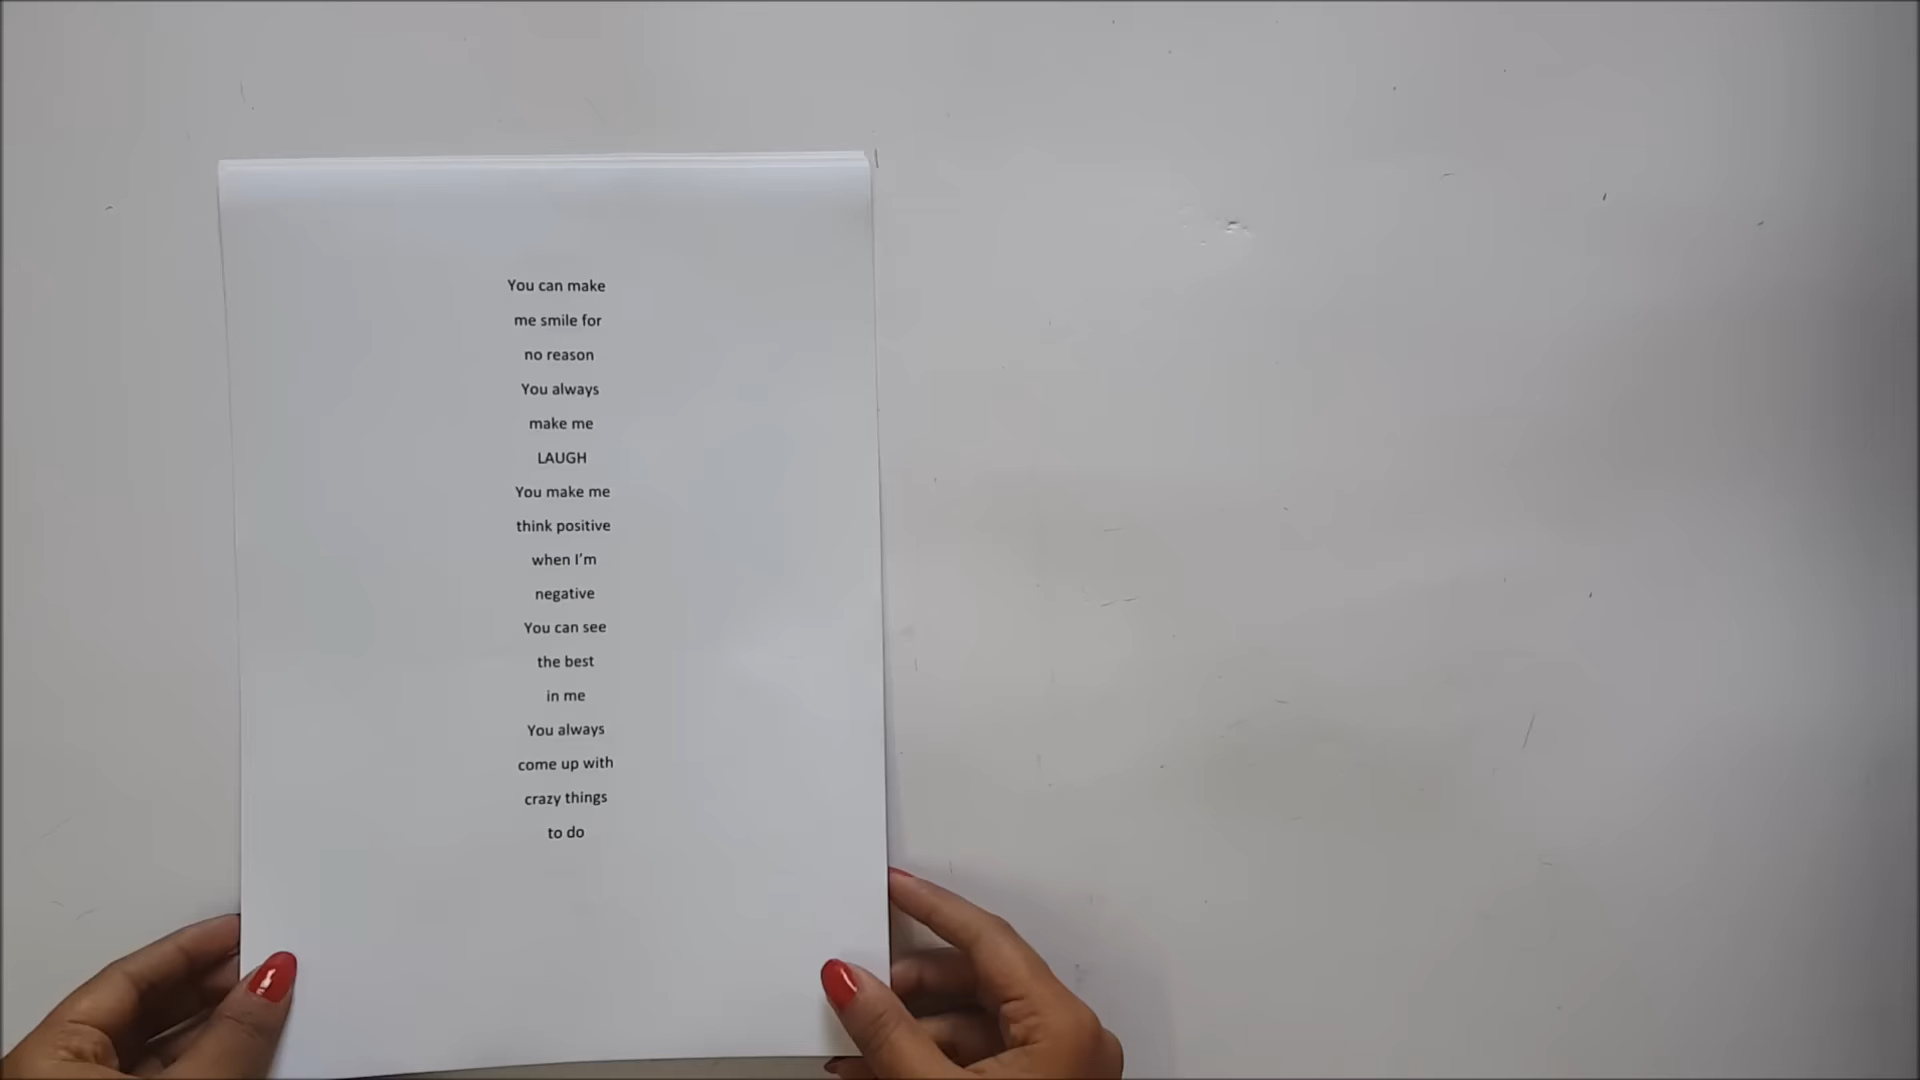 You can make
me smile for
no reason
You always
make me
LAUGH
You make me
think positive
when I’m
negative
You can see
the best
in me
You always
come up with
crazy things
to do